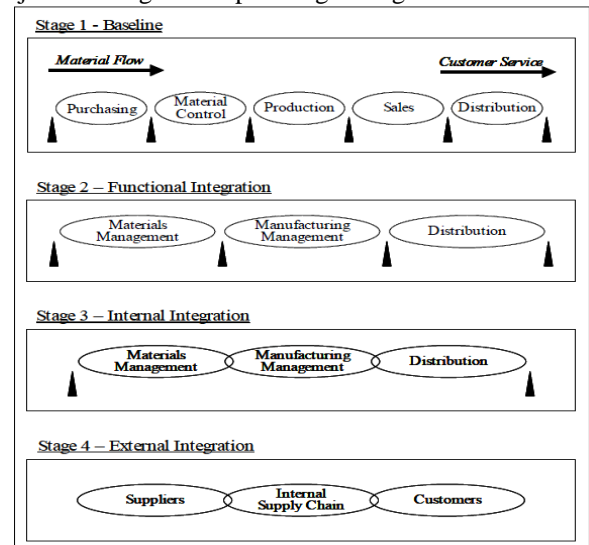 Stage 1 - Baseline
Material Flow
Customer Service
Purchasing
Material
Control
Production
Sales
Distribution
Stage 2 – Functional Integration
Materials
Management
Manufacturing
Management
Distribution
Stage 3 – Internal Integration
Materials
Management
Manufacturing
Management
Distribution
Stage 4 – External Integration
Suppliers
Internal
Supply Chain
Customers